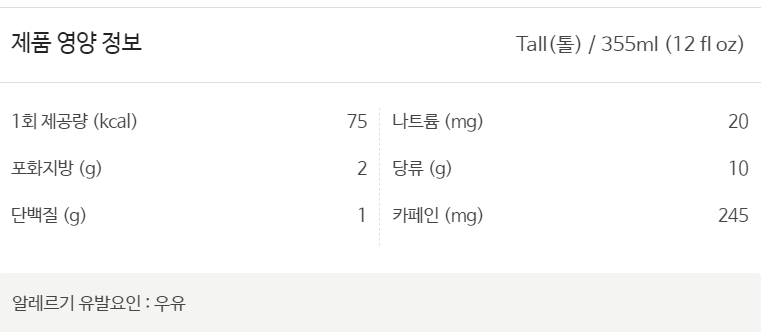 제품 영양 정보 Tall(톨) / 355ml (12 fl oz)
1회 제공량 (kcal) 75 나트륨 (mg) 20
포화지방 (g) 2 당류 (g) 10
단백질 (g) 1 카페인 (mg) 245
알레르기 유발요인 : 우유